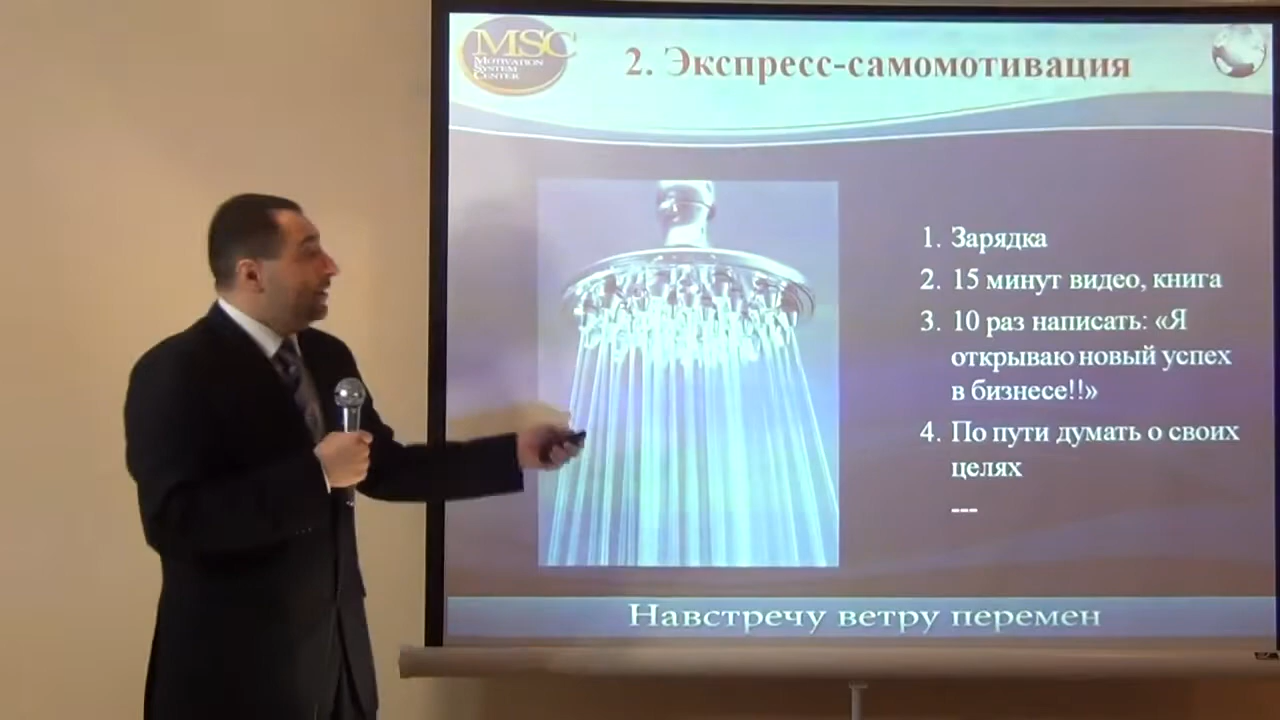 MSC
MOTIVATION
SYSTEM
CENTER
2. Экспресс-самомотивация
1. Зарядка
2. 15 минут видео, книга
3. 10 раз написать: «Я
открываю новый успех
в бизнесе!!»
4. По пути думать о своих
целях
---
Навстречу ветру перемен